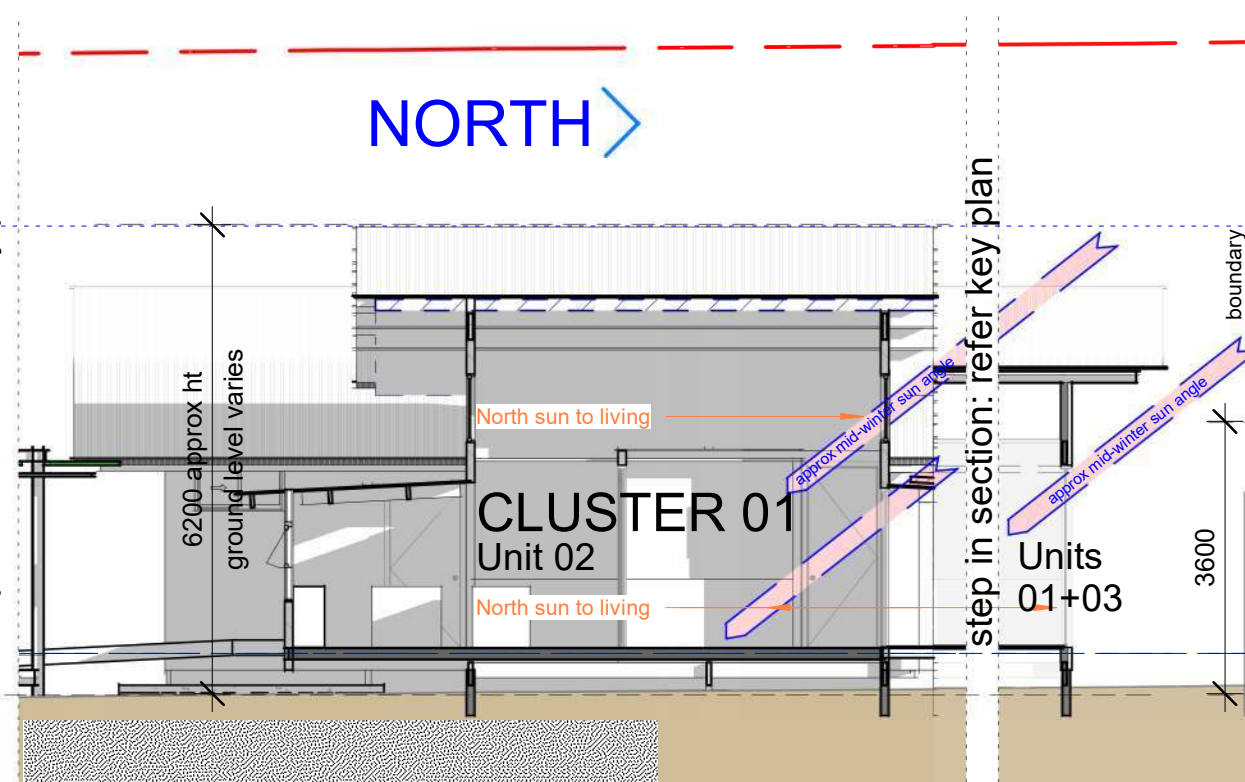 NORTH
step in section: refer key plan
boundary
6200 approx ht
ground level varies
North sun to living
approx mid-winter sun angle
approx mid-winter sun angle
CLUSTER 01
Unit 02
Units
01+03
3600
North sun to living